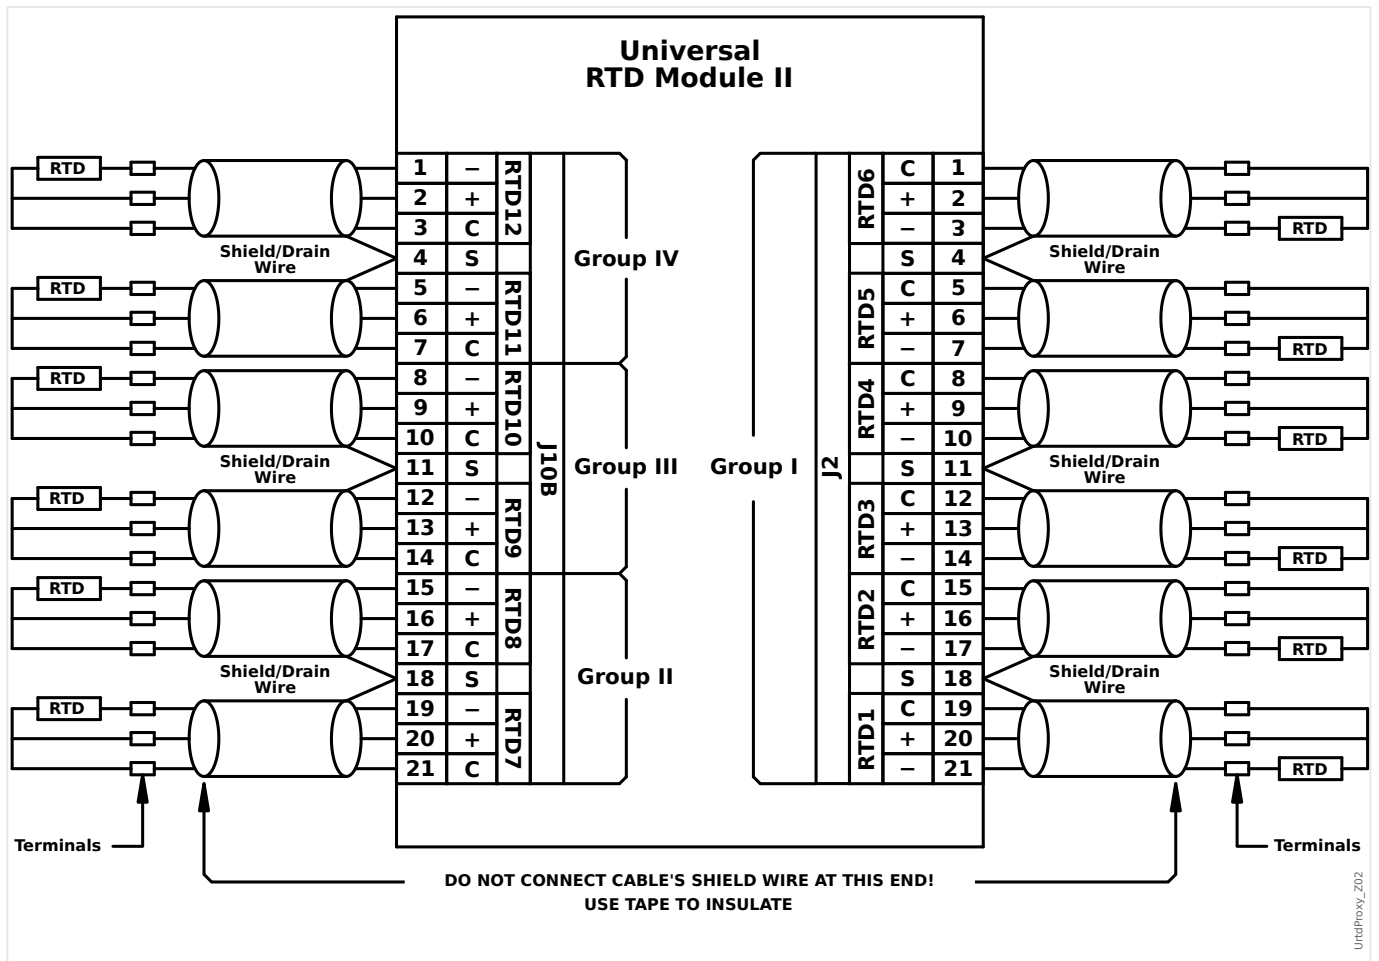 Universal
RTD Module II
RTD 1 − RTD12 J10B Group IV Group I J2 RTD6 C 1
2 + + 2
3 C − 3 RTD
Shield/Drain Wire 4 S S 4 Shield/Drain Wire
RTD 5 − RTD11 RTD5 C 5
6 + + 6
7 C − 7 RTD
RTD 8 − RTD10 Group III RTD4 C 8
9 + + 9
10 C − 10 RTD
Shield/Drain Wire 11 S S 11 Shield/Drain Wire
RTD 12 − RTD9 RTD3 C 12
13 + + 13
14 C − 14 RTD
RTD 15 − RTD8 Group II RTD2 C 15
16 + + 16
17 C − 17 RTD
Shield/Drain Wire 18 S S 18 Shield/Drain Wire
RTD 19 − RTD7 RTD1 C 19
20 + + 20
21 C − 21 RTD
Terminals Terminals
DO NOT CONNECT CABLE'S SHIELD WIRE AT THIS END!
USE TAPE TO INSULATE
UrtdProxy_Z02